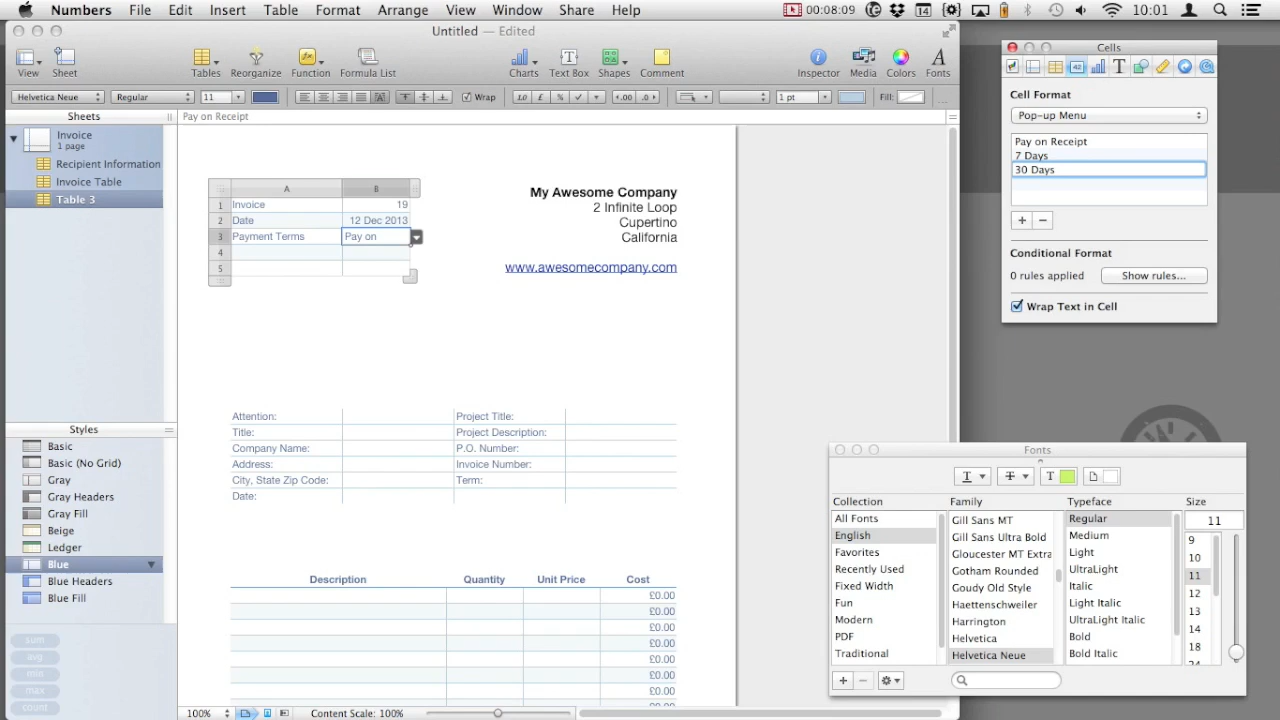 Numbers File Edit Insert Table Format Arrange View Window Share Help
00:08:09
14
10:01
Untitled — Edited
View
Sheet
Tables
Reorganize
Function
Formula List
Charts
Text Box
Shapes
Comment
Inspector
Media
Colors
Fonts
Helvetica Neue
Regular
11
Wrap
1.0
£
%
.00
.0
1 pt
Fill:
Sheets
Pay on Receipt
Invoice
1 page
Recipient Information
Invoice Table
Table 3
Styles
Basic
Basic (No Grid)
Gray
Gray Headers
Gray Fill
Beige
Ledger
Blue
Blue Headers
Blue Fill
sum
avg
min
max
count
A B
1 Invoice 19
2 Date 12 Dec 2013
3 Payment Terms Pay on
4
5
My Awesome Company
2 Infinite Loop
Cupertino
California
www.awesomecompany.com
Attention: Project Title:
Title: Project Description:
Company Name: P.O. Number:
Address: Invoice Number:
City, State Zip Code: Term:
Date:
Description Quantity Unit Price Cost
£0.00
£0.00
£0.00
£0.00
£0.00
£0.00
£0.00
100%
Content Scale: 100%
Cells
42
Cell Format
Pop-up Menu
Pay on Receipt
7 Days
30 Days
Conditional Format
0 rules applied
Show rules...
Wrap Text in Cell
Fonts
Collection
All Fonts
English
Favorites
Recently Used
Fixed Width
Fun
Modern
PDF
Traditional
Family
Gill Sans MT
Gill Sans Ultra Bold
Gloucester MT Extra
Gotham Rounded
Goudy Old Style
Haettenschweiler
Harrington
Helvetica
Helvetica Neue
Typeface
Regular
Medium
Light
UltraLight
Italic
Light Italic
UltraLight Italic
Bold
Bold Italic
Size
11
9
10
11
12
13
14
18
24